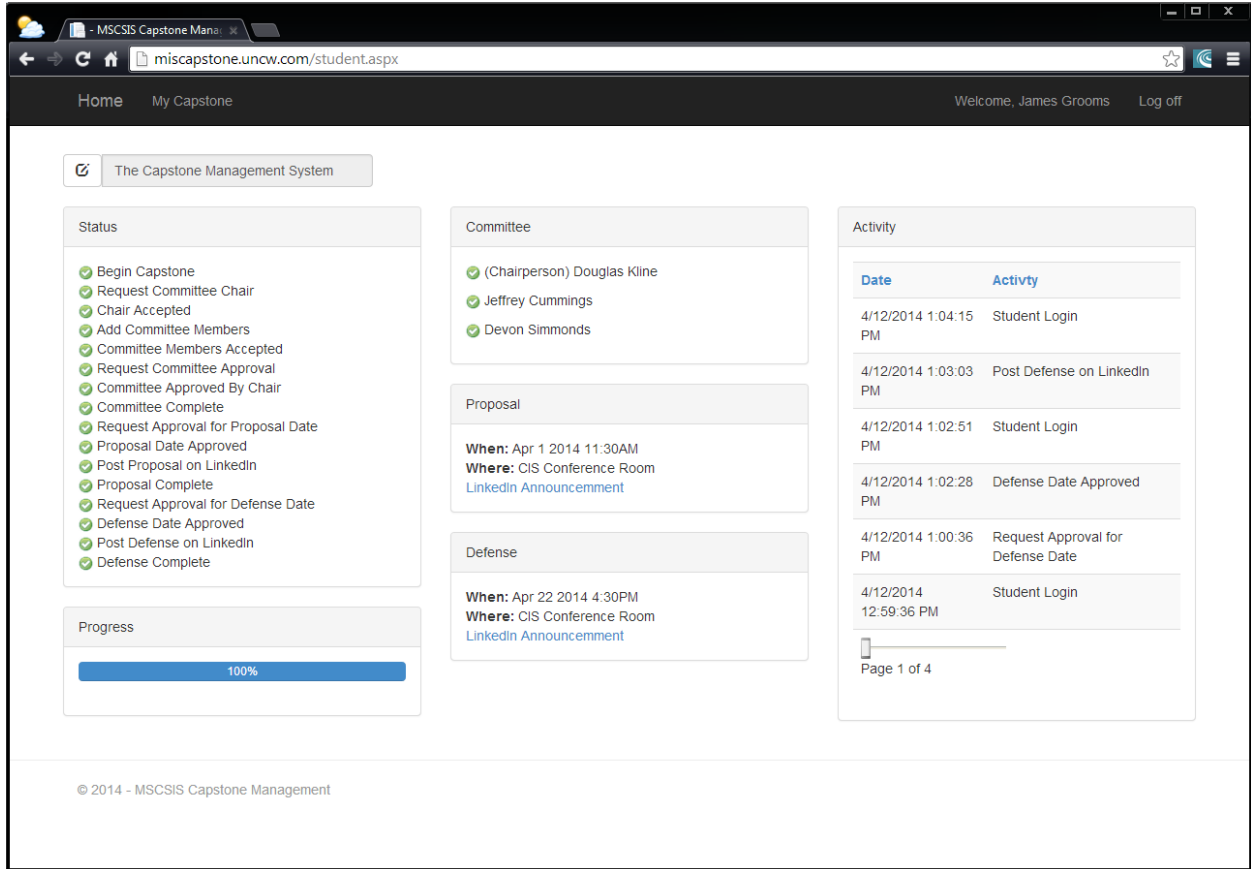 - MSCSIS Capstone Mana
miscapstone.uncw.com/student.aspx
Home My Capstone Welcome, James Grooms Log off
The Capstone Management System
Status
Begin Capstone
Request Committee Chair
Chair Accepted
Add Committee Members
Committee Members Accepted
Request Committee Approval
Committee Approved By Chair
Committee Complete
Request Approval for Proposal Date
Proposal Date Approved
Post Proposal on LinkedIn
Proposal Complete
Request Approval for Defense Date
Defense Date Approved
Post Defense on LinkedIn
Defense Complete
Progress
100%
Committee
(Chairperson) Douglas Kline
Jeffrey Cummings
Devon Simmonds
Proposal
When: Apr 1 2014 11:30AM
Where: CIS Conference Room
LinkedIn Announcemment
Defense
When: Apr 22 2014 4:30PM
Where: CIS Conference Room
LinkedIn Announcemment
Activity
Date Activty
4/12/2014 1:04:15 Student Login
PM
4/12/2014 1:03:03 Post Defense on LinkedIn
PM
4/12/2014 1:02:51 Student Login
PM
4/12/2014 1:02:28 Defense Date Approved
PM
4/12/2014 1:00:36 Request Approval for
PM Defense Date
4/12/2014 Student Login
12:59:36 PM
Page 1 of 4
© 2014 - MSCSIS Capstone Management